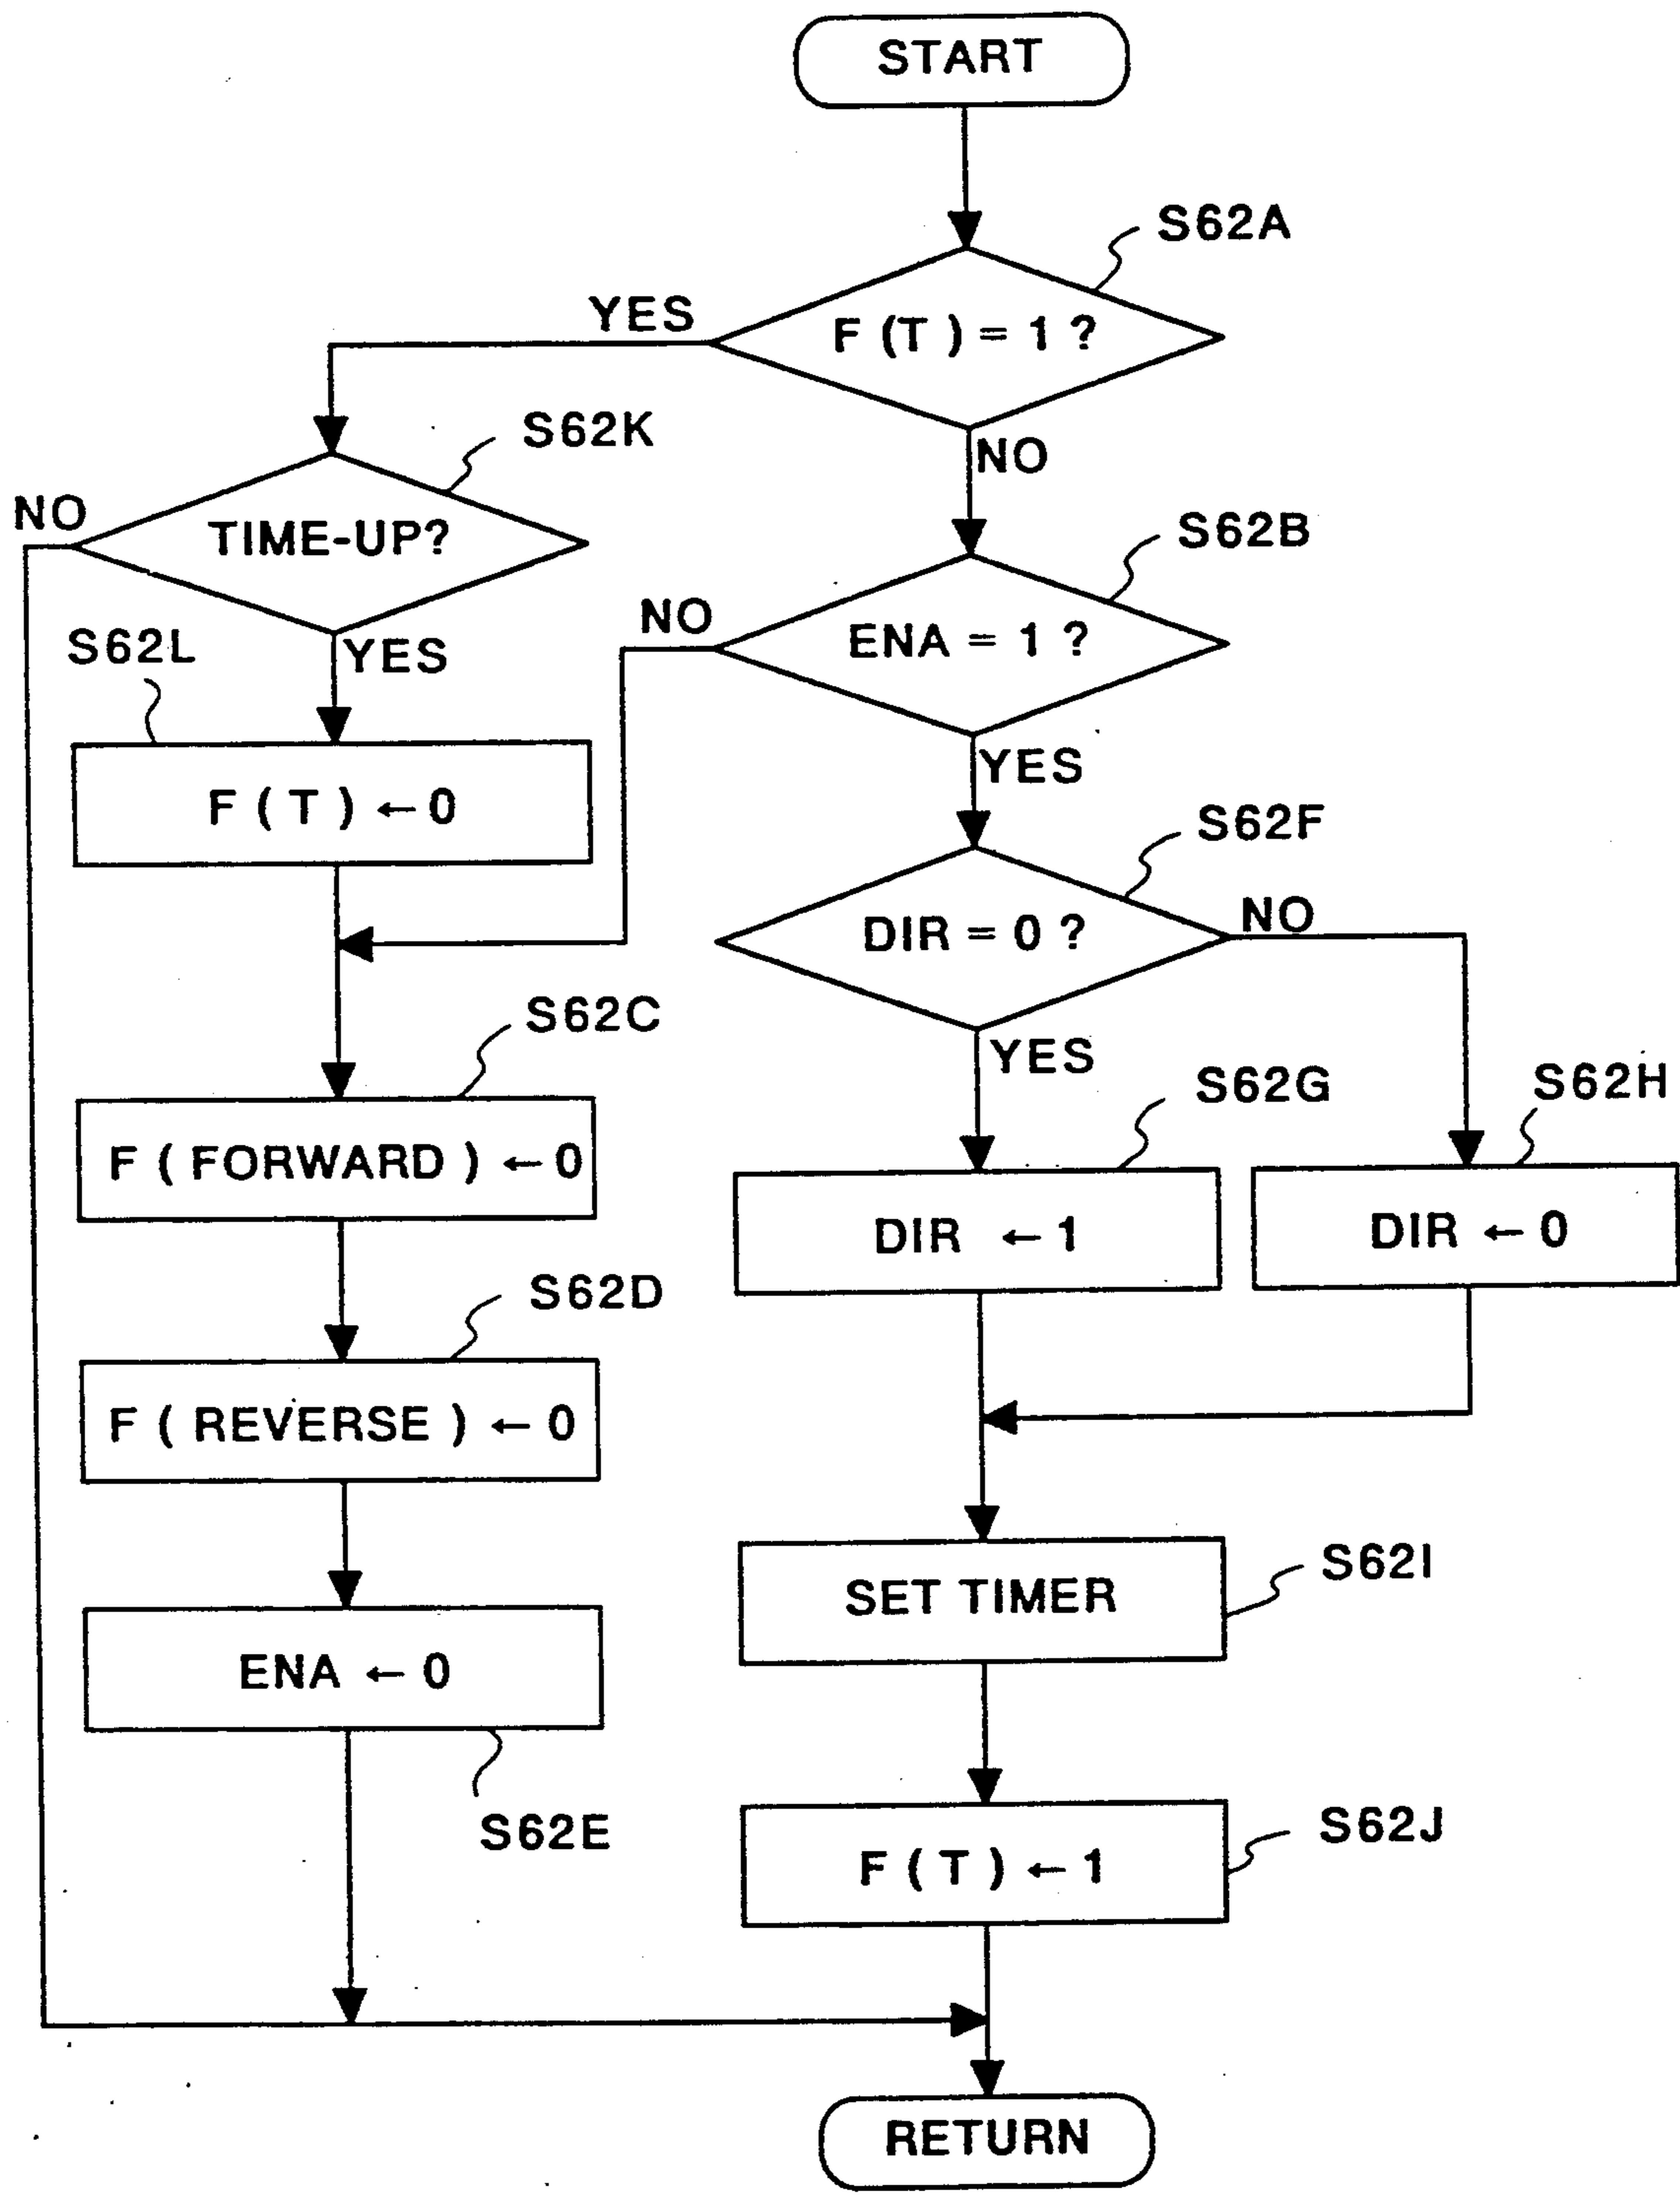 START
S62A
YES
F (T) = 1 ?
S62K
NO
NO
TIME-UP?
S62B
NO
ENA = 1 ?
S62L
YES
YES
F ( T ) ← 0
S62F
DIR = 0 ?
NO
S62C
YES
S62G
S62H
F ( FORWARD ) ← 0
DIR ← 1
DIR ← 0
S62D
F ( REVERSE ) ← 0
SET TIMER
S62I
ENA ← 0
S62E
F ( T ) ← 1
S62J
RETURN